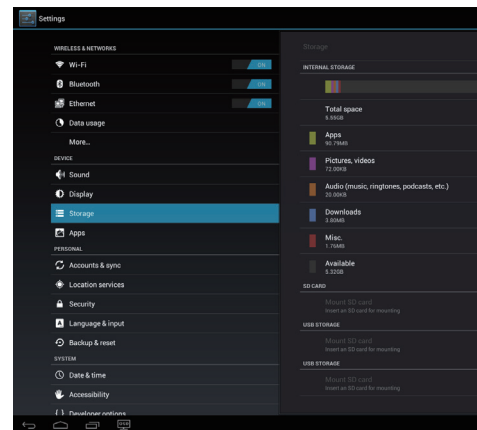 Settings
WIRELESS & NETWORKS
Wi-Fi
ON
Bluetooth
ON
Ethernet
ON
Data usage
More...
DEVICE
Sound
Display
Storage
Apps
PERSONAL
Accounts & sync
Location services
Security
Language & input
Backup & reset
SYSTEM
Date & time
Accessibility
Developer options
Storage
INTERNAL STORAGE
Total space
Apps
90.79MB
Pictures, videos
72.00KB
Audio (music, ringtones, podcasts, etc.)
20.00KB
Downloads
3.80MB
Misc.
1.76MB
Available
5.32GB
SD CARD
Mount SD card
Insert an SD card for mounting
USB STORAGE
Mount SD card
Insert an SD card for mounting
USB STORAGE
Mount SD card
Insert an SD card for mounting